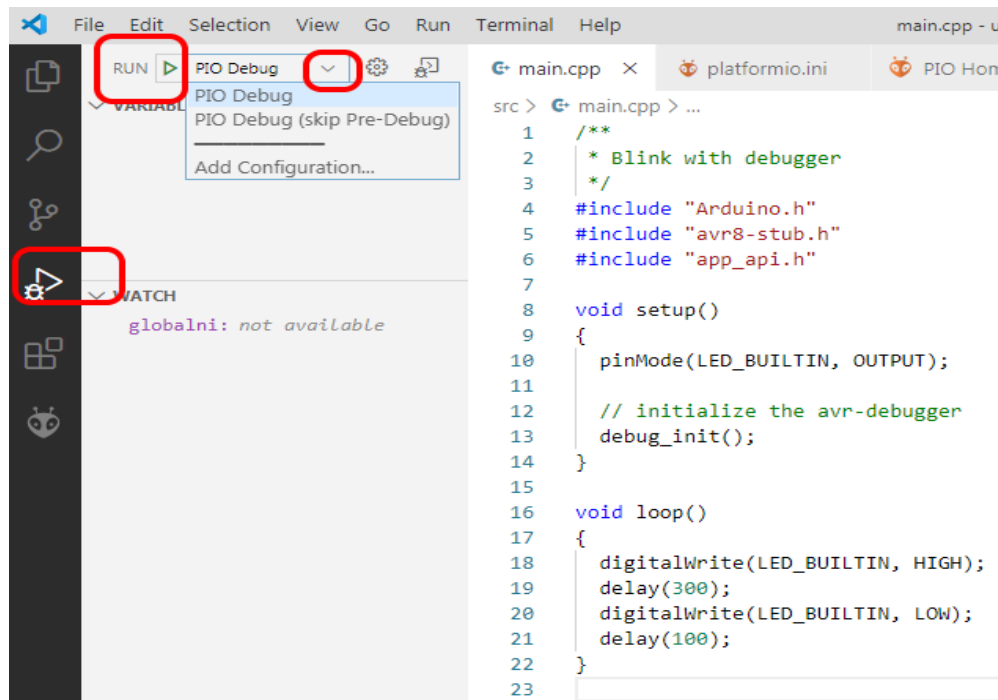 File Edit Selection View Go Run Terminal Help main.cpp - u
RUN PIO Debug
PIO Debug
PIO Debug (skip Pre-Debug)
Add Configuration...
VARIABL
WATCH
globalni: not available
main.cpp platformio.ini PIO Hom
src > main.cpp > ...
1 /**
2 * Blink with debugger
3 */
4 #include "Arduino.h"
5 #include "avr8-stub.h"
6 #include "app_api.h"
7
8 void setup()
9 {
10 pinMode(LED_BUILTIN, OUTPUT);
11
12 // initialize the avr-debugger
13 debug_init();
14 }
15
16 void loop()
17 {
18 digitalWrite(LED_BUILTIN, HIGH);
19 delay(300);
20 digitalWrite(LED_BUILTIN, LOW);
21 delay(100);
22 }
23